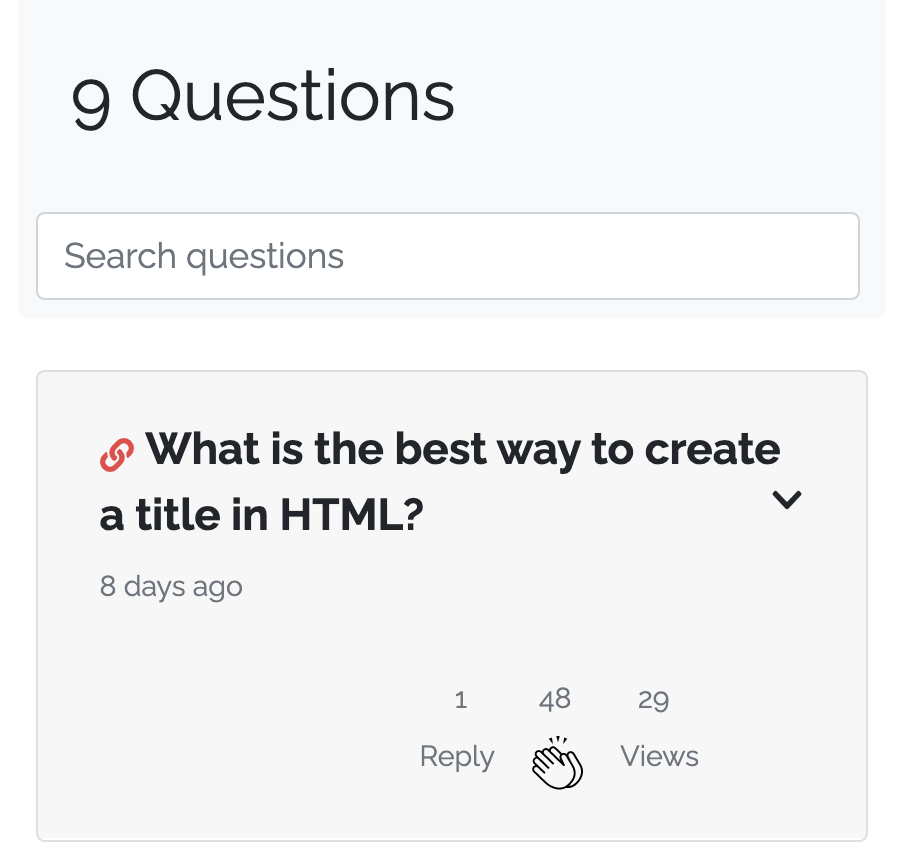 9 Questions
Search questions
What is the best way to create
a title in HTML?
8 days ago
1 48 29
Reply Views